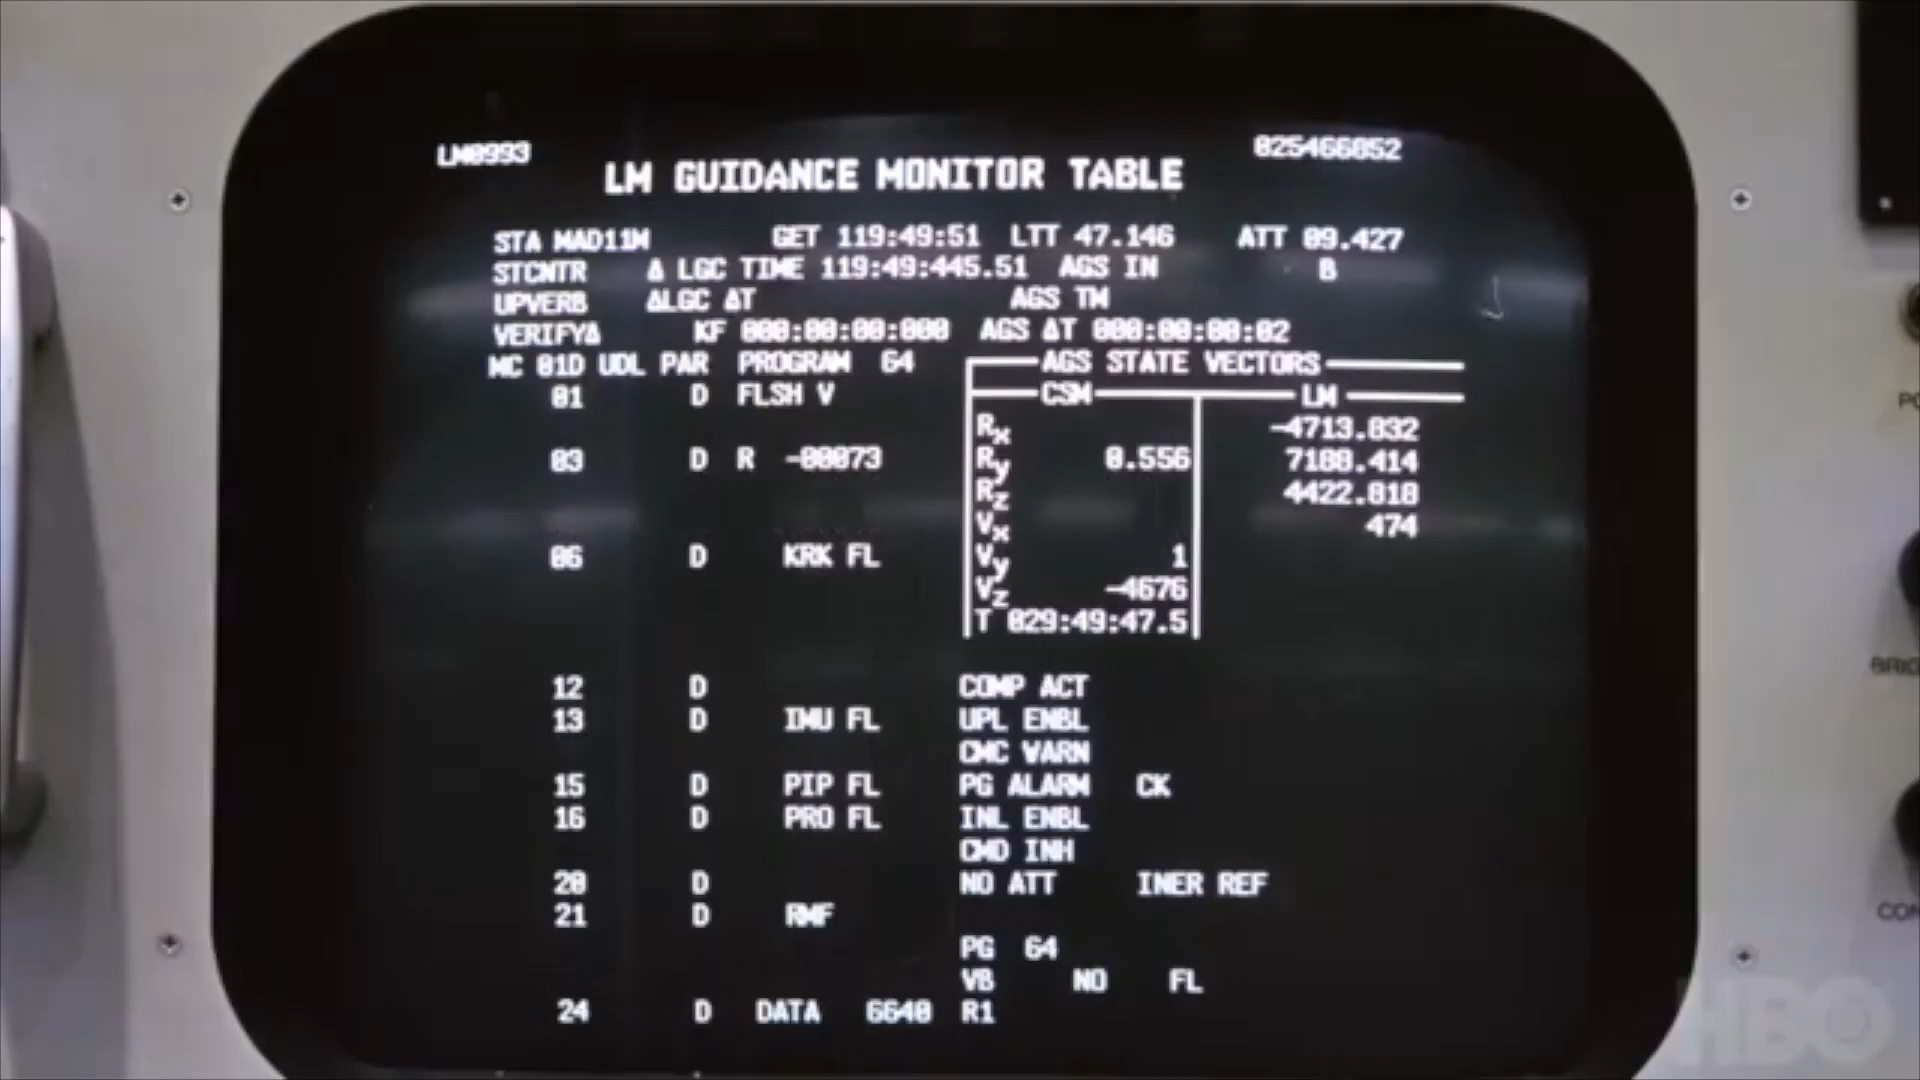 LM0993 025466052
LM GUIDANCE MONITOR TABLE
STA MAD11M GET 119:49:51 LTT 47.146 ATT 09.427
STCNTR Δ LGC TIME 119:49:445.51 AGS IN B
UPVERB ΔLGC ΔT AGS TM
VERIFYΔ KF 000:00:00:000 AGS ΔT 000:00:00:02
MC 01D UDL PAR PROGRAM 64 AGS STATE VECTORS
01 D FLSH V CSM LM
Rx -4713.032
03 D R -00073 Ry 0.556 7108.414
Rz 4422.010
Vx 474
06 D KRK FL Vy 1
Vz -4676
T 029:49:47.5
12 D COMP ACT
13 D IMU FL UPL ENBL
CMC WARN
15 D PIP FL PG ALARM CK
16 D PRO FL INL ENBL
CMD INH
20 D NO ATT INER REF
21 D RMF
PG 64
VB NO FL
24 D DATA 6640 R1
HBO